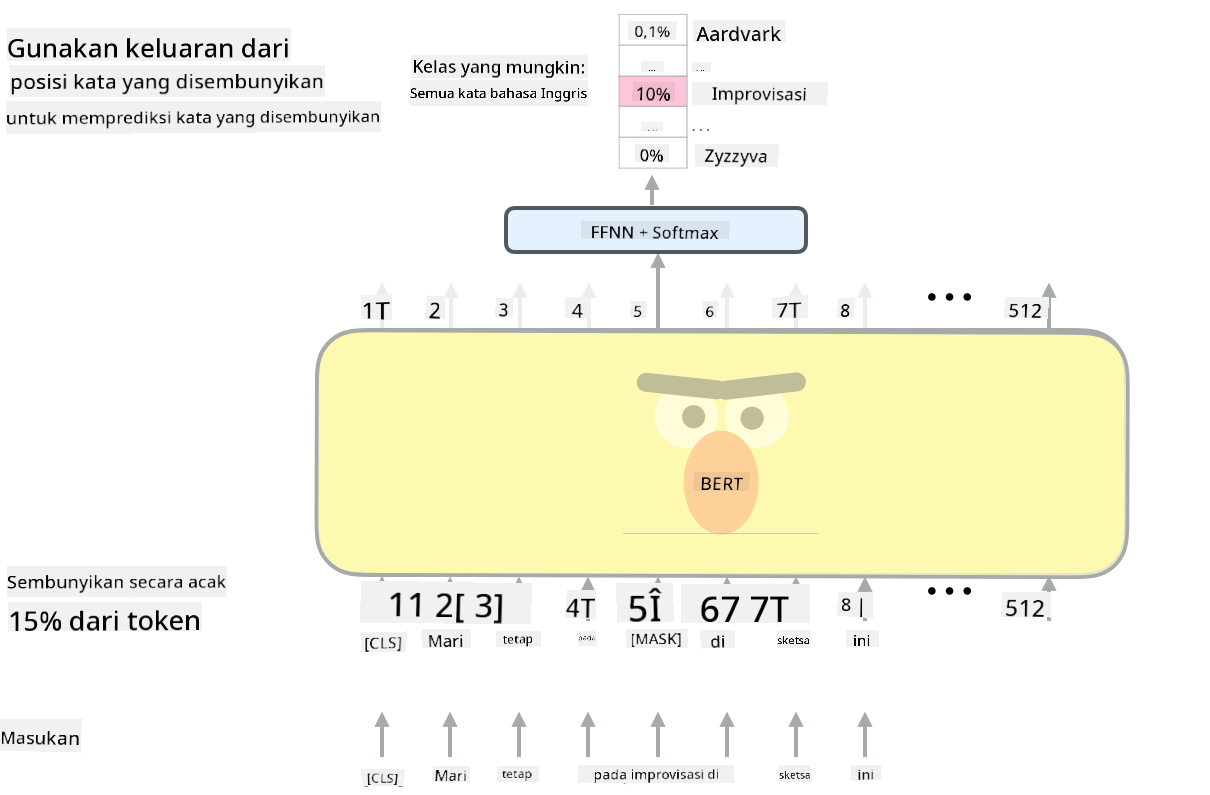 Gunakan keluaran dari
posisi kata yang disembunyikan
untuk memprediksi kata yang disembunyikan
Kelas yang mungkin:
Semua kata bahasa Inggris
0,1% Aardvark
... ...
10% Improvisasi
... ...
0% Zyzzyva
FFNN + Softmax
1T 2 3 4 5 6 7T 8 ••• 512
BERT
Sembunyikan secara acak
15% dari token
11 2[ 3] 4T 5Î 67 7T 8 | ••• 512
[CLS] Mari tetap pada [MASK] di sketsa ini
Masukan
[CLS] Mari tetap pada improvisasi di sketsa ini